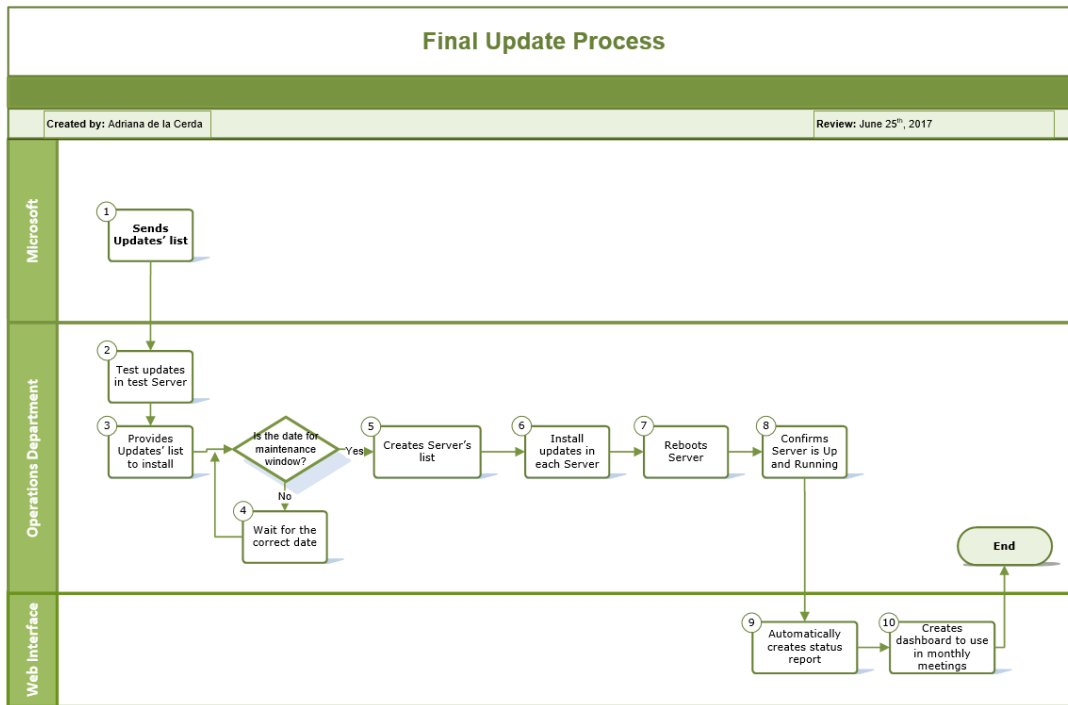 Final Update Process
Created by: Adriana de la Cerda
Review: June 25th, 2017
Microsoft
1
Sends
Updates’ list
Operations Department
2
Test updates
in test Server
3
Provides
Updates’ list
to install
Is the date for
maintenance
window?
Yes
No
4
Wait for the
correct date
5
Creates Server’s
list
6
Install
updates in
each Server
7
Reboots
Server
8
Confirms
Server is Up
and Running
End
Web Interface
9
Automatically
creates status
report
10
Creates
dashboard to use
in monthly
meetings